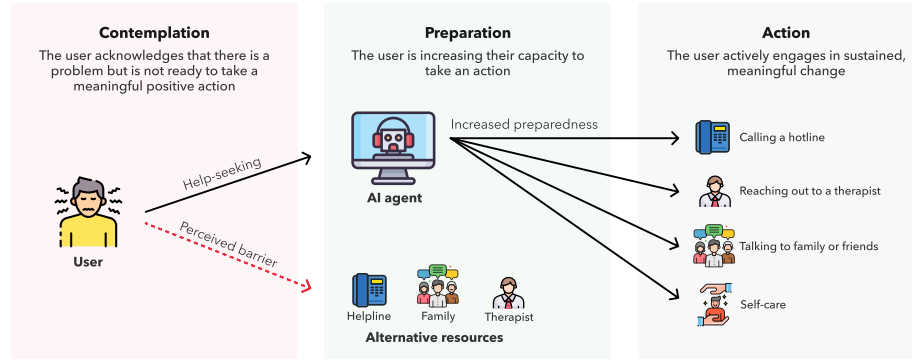 Contemplation
The user acknowledges that there is a
problem but is not ready to take a
meaningful positive action
Help-seeking
Perceived barrier
User
Preparation
The user is increasing their capacity to
take an action
AI agent
Increased preparedness
Helpline
Family
Therapist
Alternative resources
Action
The user actively engages in sustained,
meaningful change
Calling a hotline
Reaching out to a therapist
Talking to family or friends
Self-care